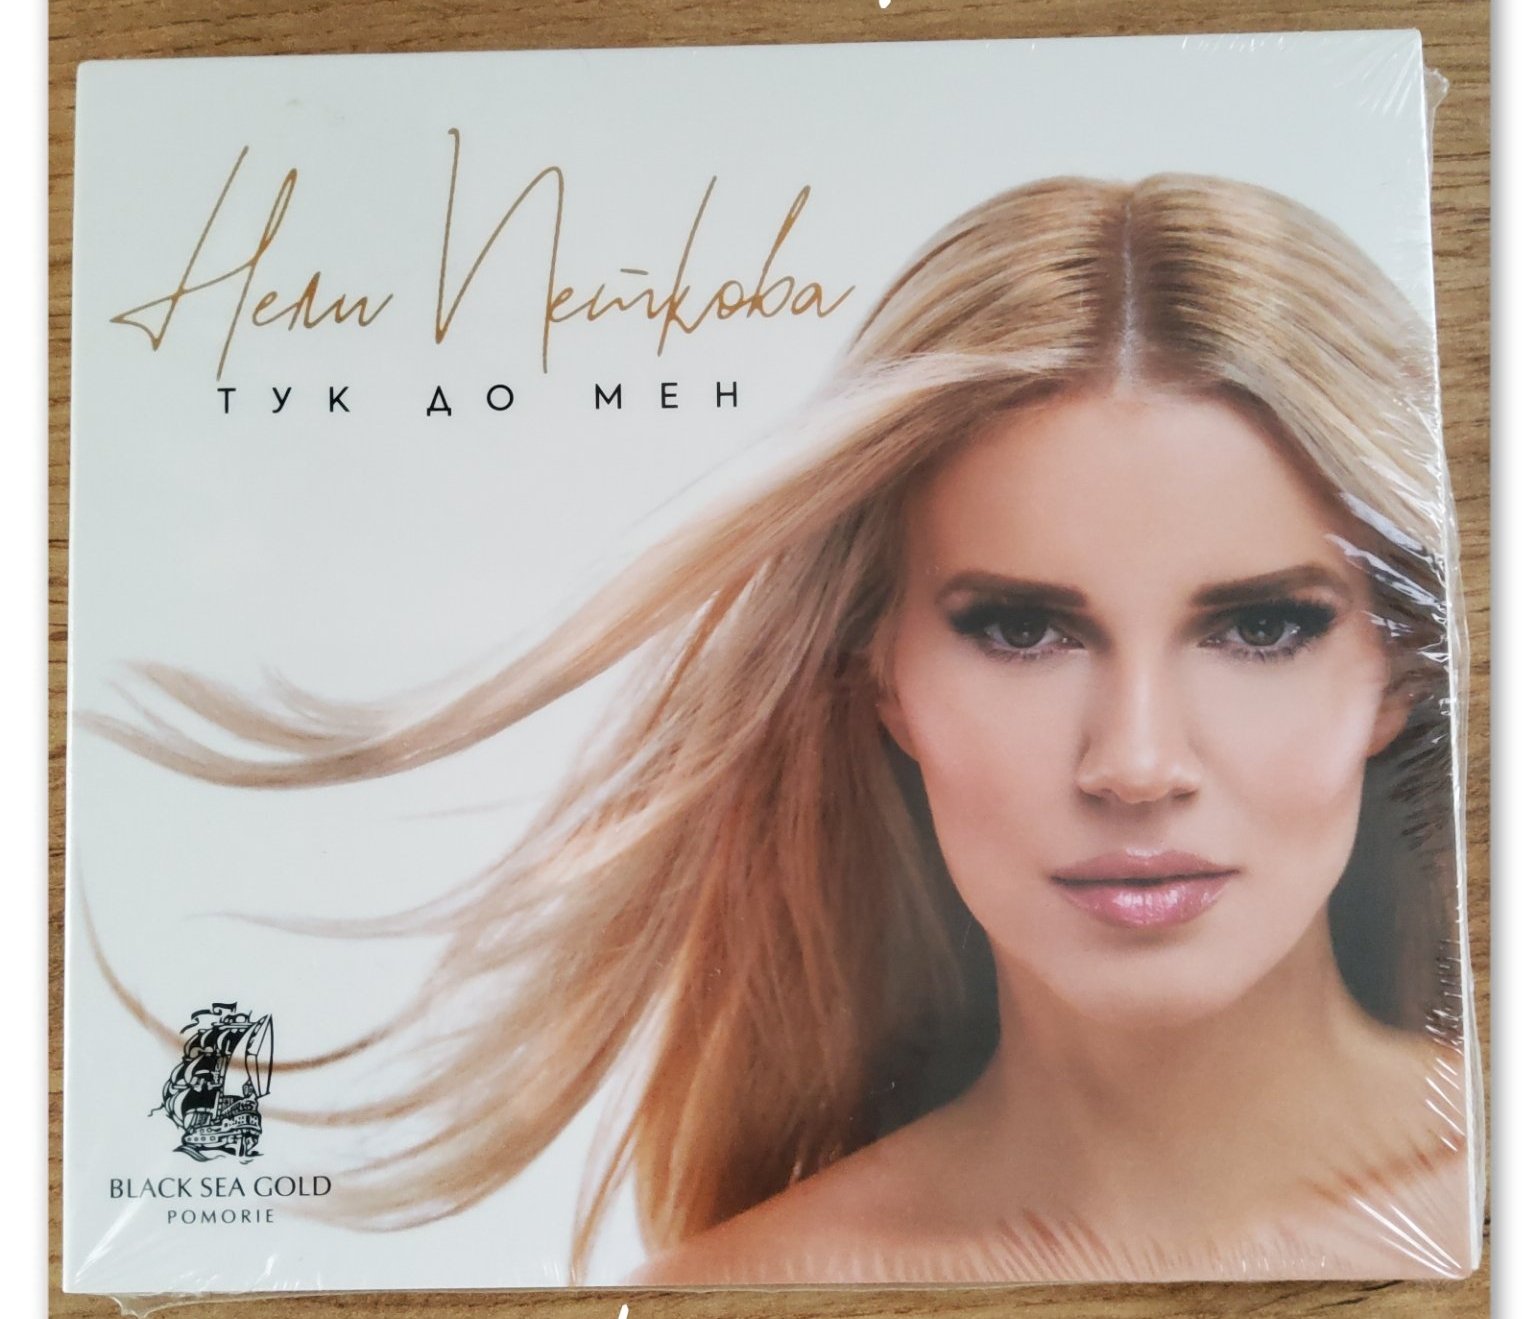 Нели Петкова
ТУК ДО МЕН
BLACK SEA GOLD
POMORIE